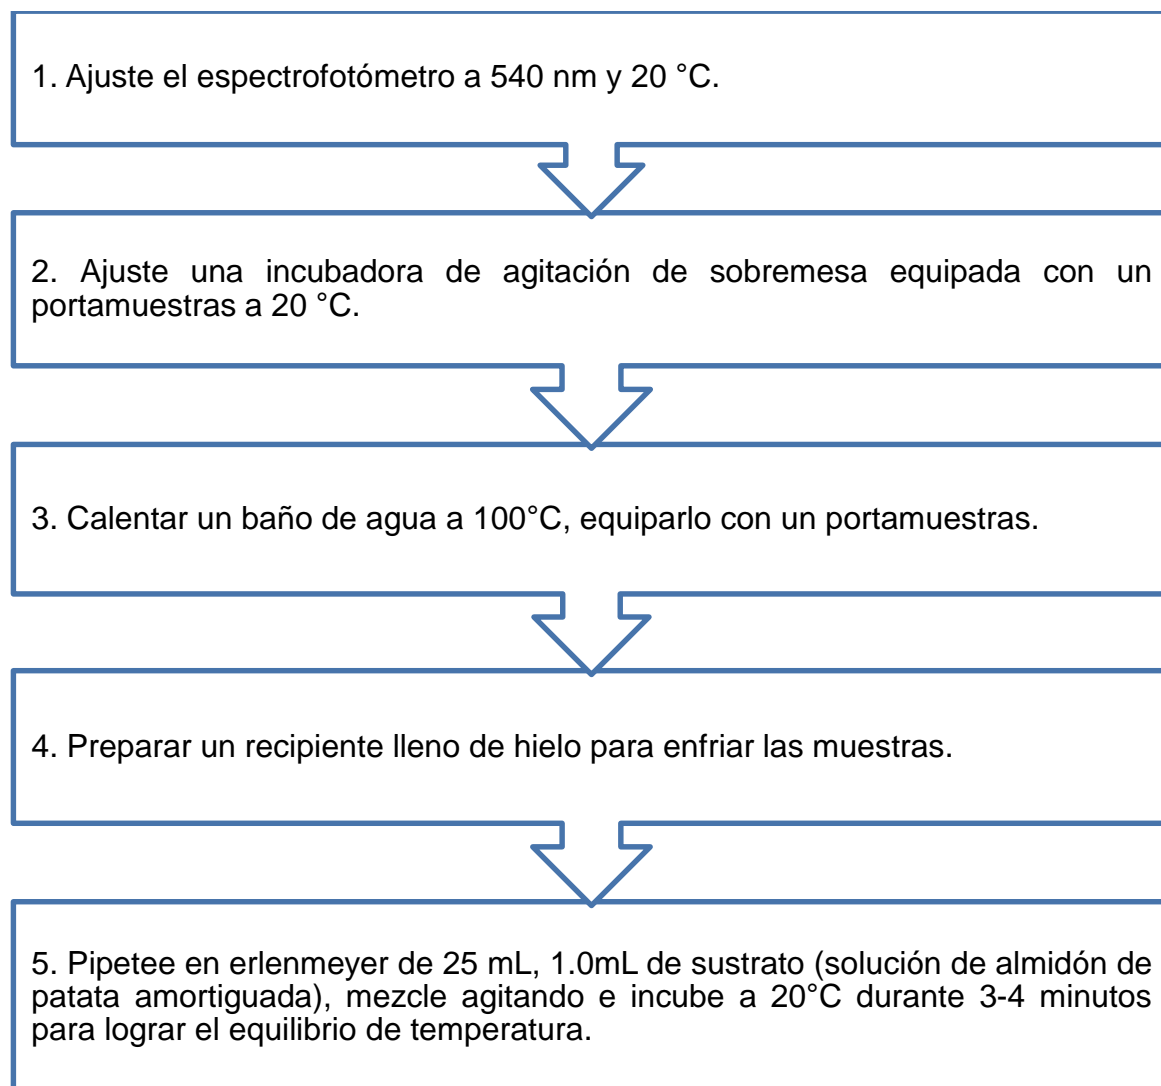 1. Ajuste el espectrofotómetro a 540 nm y 20 °C.
2. Ajuste una incubadora de agitación de sobremesa equipada con un
portamuestras a 20 °C.
3. Calentar un baño de agua a 100°C, equiparlo con un portamuestras.
4. Preparar un recipiente lleno de hielo para enfriar las muestras.
5. Pipetee en erlenmeyer de 25 mL, 1.0mL de sustrato (solución de almidón de
patata amortiguada), mezcle agitando e incube a 20°C durante 3-4 minutos
para lograr el equilibrio de temperatura.